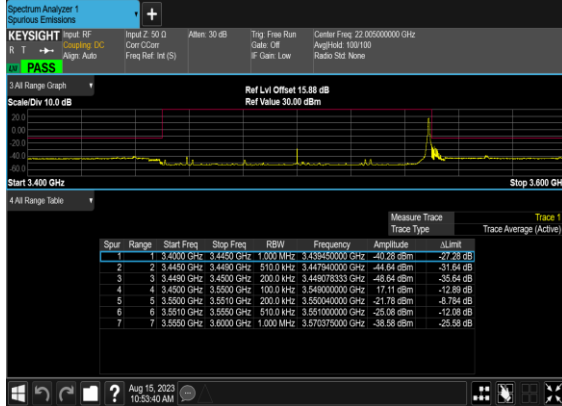 Spectrum Analyzer 1
Spurious Emissions
+
KEYSIGHT Input: RF Input Z: 50 Ω Atten: 30 dB Trig: Free Run Center Freq: 22.005000000 GHz
R T Coupling: DC Corr CCorr Gate: Off Avg|Hold: 100/100
Align: Auto Freq Ref: Int (S) IF Gain: Low Radio Std: None
PASS
3 All Range Graph
Ref Lvl Offset 15.88 dB
Scale/Div 10.0 dB Ref Value 30.00 dBm
20.0
0.00
-20.0
-40.0
-60.0
Start 3.400 GHz Stop 3.600 GH
4 All Range Table
Measure Trace Trace 1
Trace Type Trace Average (Active)
Spur Range Start Freq Stop Freq RBW Frequency Amplitude ΔLimit
1 1 3.4000 GHz 3.4450 GHz 1.000 MHz 3.439450000 GHz -40.28 dBm -27.28 dB
2 2 3.4450 GHz 3.4490 GHz 510.0 kHz 3.447940000 GHz -44.64 dBm -31.64 dB
3 3 3.4490 GHz 3.4500 GHz 200.0 kHz 3.449078333 GHz -48.64 dBm -35.64 dB
4 4 3.4500 GHz 3.5500 GHz 100.0 kHz 3.549000000 GHz 17.11 dBm -12.89 dB
5 5 3.5500 GHz 3.5510 GHz 200.0 kHz 3.550040000 GHz -21.78 dBm -8.784 dB
6 6 3.5510 GHz 3.5550 GHz 510.0 kHz 3.551000000 GHz -25.08 dBm -12.08 dB
7 7 3.5550 GHz 3.6000 GHz 1.000 MHz 3.570375000 GHz -38.58 dBm -25.58 dB
? Aug 15, 2023
10:53:40 AM